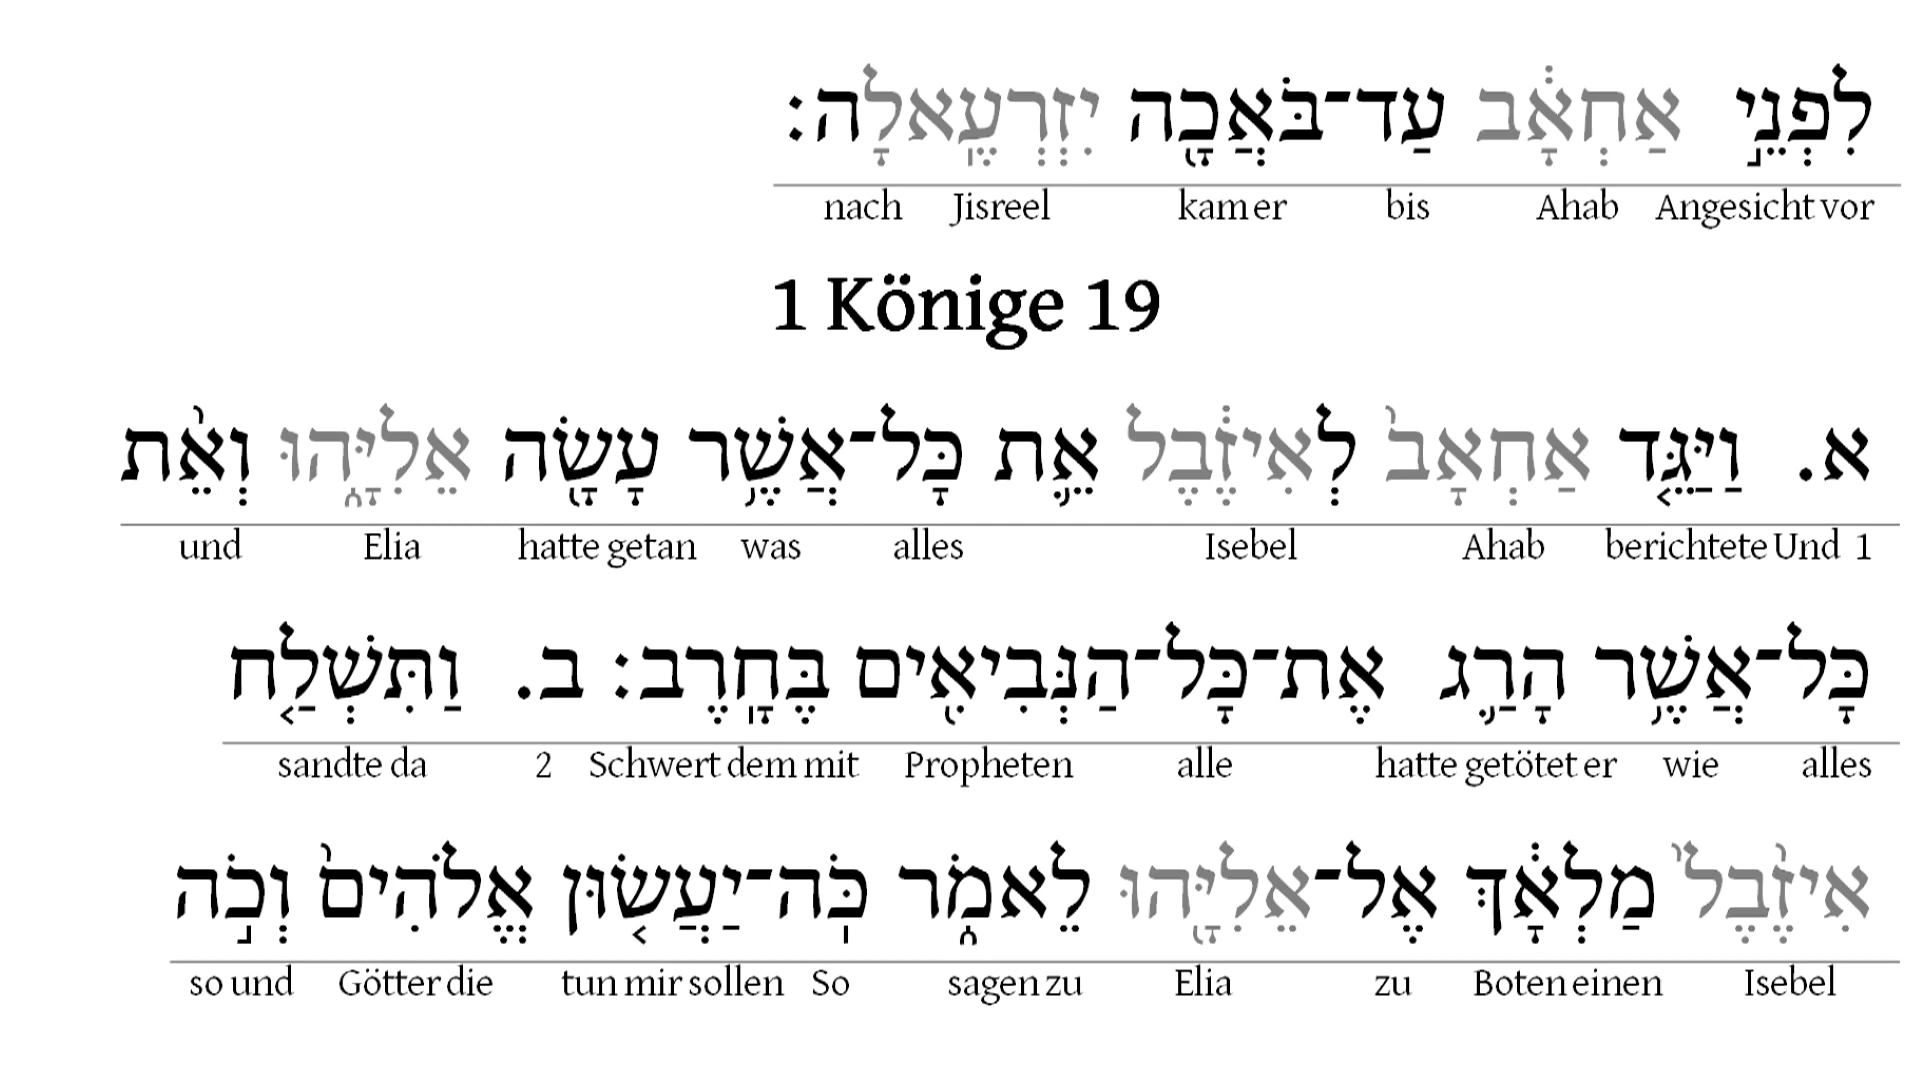 לִפְנֵ֣י אַחְאָ֔ב עַד־בֹּאֲכָ֖ה יִזְרְעֶֽאלָה׃
nach Jisreel kam er bis Ahab Angesicht vor
1 Könige 19
א. וַיַּגֵּ֤ד אַחְאָב֙ לְאִיזֶ֔בֶל אֵ֛ת כָּל־אֲשֶׁ֥ר עָשָׂ֖ה אֵלִיָּ֑הוּ וְאֵ֨ת
und Elia hatte getan was alles Isebel Ahab berichtete Und 1
כָּל־אֲשֶׁ֥ר הָרַ֛ג אֶת־כָּל־הַנְּבִיאִ֖ים בֶּחָֽרֶב׃ ב. וַתִּשְׁלַ֤ח
sandte da 2 Schwert dem mit Propheten alle hatte getötet er wie alles
אִיזֶ֙בֶל֙ מַלְאָ֔ךְ אֶל־אֵלִיָּ֖הוּ לֵאמֹ֑ר כֹּֽה־יַעֲשׂ֤וּן אֱלֹהִים֙ וְכֹ֣ה
so und Götter die tun mir sollen So sagen zu Elia zu Boten einen Isebel